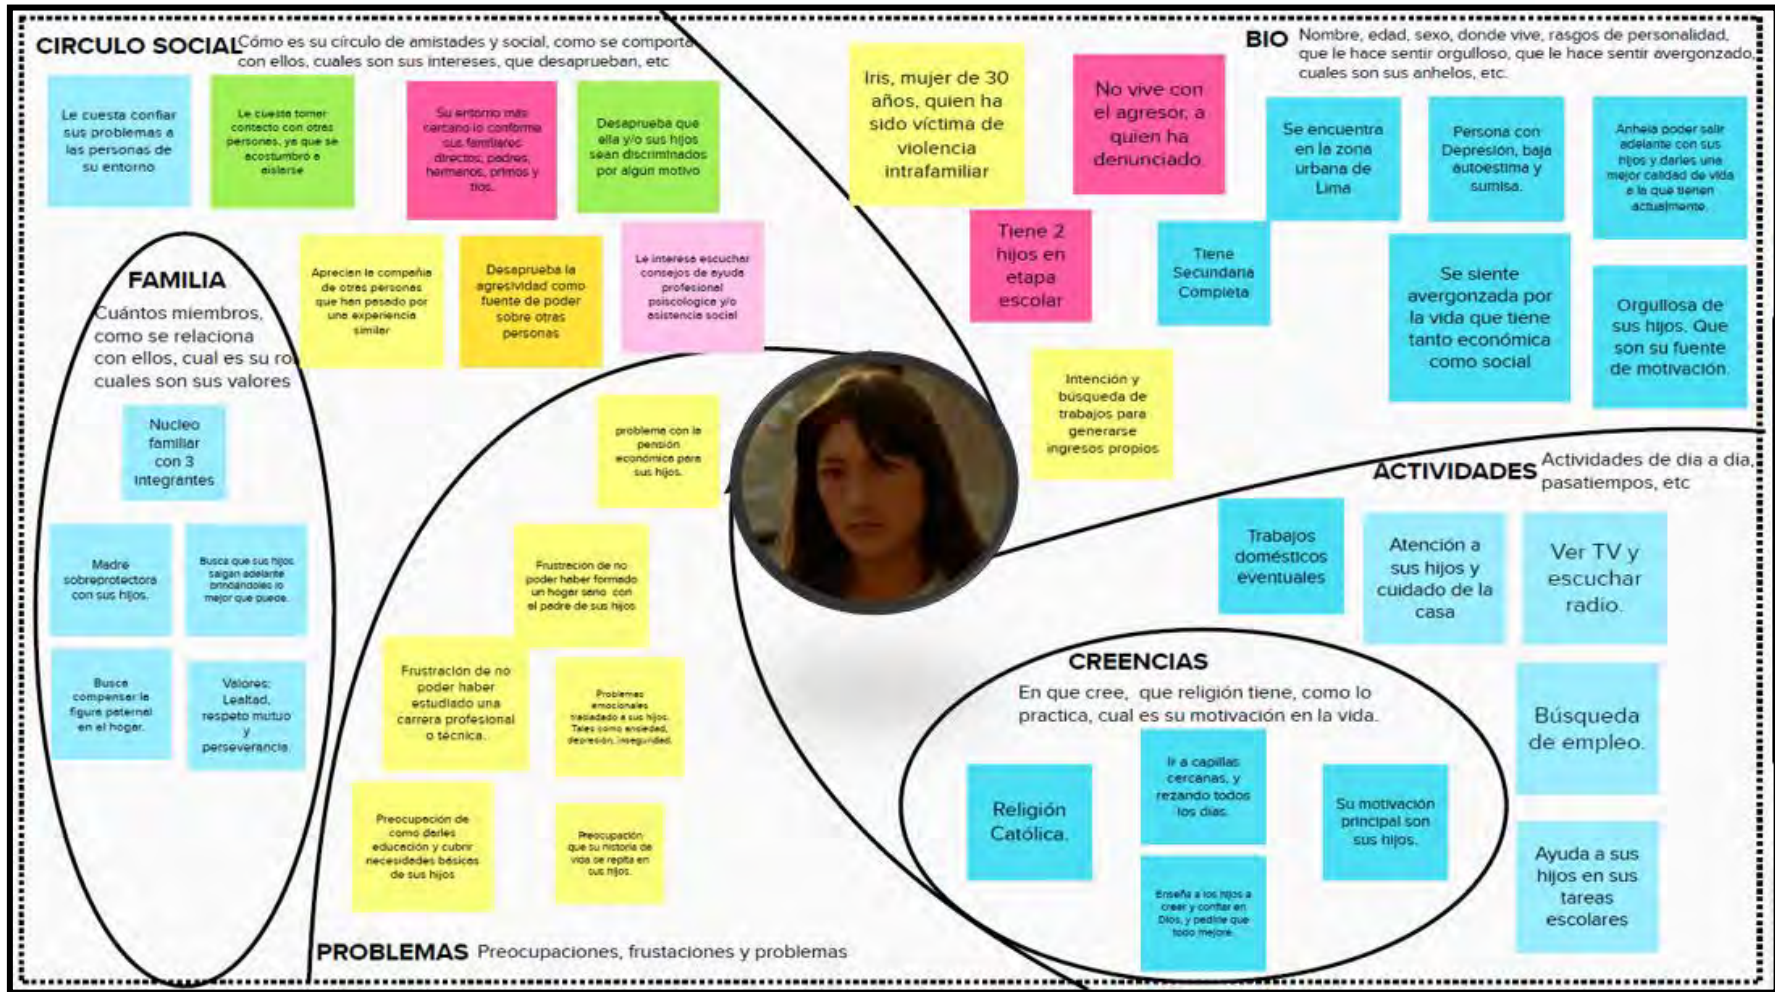 CIRCULO SOCIAL
Cómo es su círculo de amistades y social, como se comporta
con ellos, cuales son sus intereses, que desaprueban, etc
Le cuesta confiar
sus problemas a
las personas de
su entorno
Le cuesta tomar
contacto con otras
personas, ya que se
acostumbró a
aislarse
Su entorno más
cercano lo conforma
sus familiares
directos, padres,
hermanos, primos y
tios.
Desaprueba que
ella y/o sus hijos
sean discriminados
por algún motivo
Aprecian la compañia
de otras personas
que han pasado por
una experiencia
similar
Desaprueba la
agresividad como
fuente de poder
sobre otras
personas
Le interesa escuchar
consejos de ayuda
profesional
psiscologica y/o
asistencia social
BIO
Nombre, edad, sexo, donde vive, rasgos de personalidad,
que le hace sentir orgulloso, que le hace sentir avergonzado,
cuales son sus anhelos, etc.
Iris, mujer de 30
años, quien ha
sido víctima de
violencia
intrafamiliar
No vive con
el agresor, a
quien ha
denunciado.
Se encuentra
en la zona
urbana de
Lima
Persona con
Depresión, baja
autoestima y
sumisa.
Anhela poder salir
adelante con sus
hijos y darles una
mejor calidad de vida
a la que tienen
actualmente.
Tiene 2
hijos en
etapa
escolar
Tiene
Secundaria
Completa
Se siente
avergonzada por
la vida que tiene
tanto económica
como social
Orgullosa de
sus hijos. Que
son su fuente
de motivación.
Intención y
búsqueda de
trabajos para
generarse
ingresos propios
FAMILIA
Cuántos miembros,
como se relaciona
con ellos, cual es su ro
cuales son sus valores
Nucleo
familiar
con 3
integrantes
Madre
sobreprotectora
con sus hijos.
Busca que sus hijos
salgan adelante
brindandoles lo
mejor que puede.
Busca
compensar la
figura paternal
en el hogar.
Valores:
Lealtad,
respeto mutuo
y
perseverancia.
problema con la
pensión
económica para
sus hijos.
Frustración de no
poder haber formado
un hogar sano con
el padre de sus hijos
Frustración de no
poder haber
estudiado una
carrera profesional
o técnica.
Problemas
emocionales
trasladado a sus hijos.
Tales como ansiedad,
depresión, inseguridad.
Preocupación de
como darles
educación y cubrir
necesidades básicas
de sus hijos
Preocupación
que su historia de
vida se repita en
sus hijos.
PROBLEMAS Preocupaciones, frustaciones y problemas
ACTIVIDADES
Actividades de dia a dia,
pasatiempos, etc
Trabajos
domésticos
eventuales
Atención a
sus hijos y
cuidado de la
casa
Ver TV y
escuchar
radio.
Búsqueda
de empleo.
Ayuda a sus
hijos en sus
tareas
escolares
CREENCIAS
En que cree, que religión tiene, como lo
practica, cual es su motivación en la vida.
Religión
Católica.
Ir a capillas
cercanas, y
rezando todos
los dias.
Su motivación
principal son
sus hijos.
Enseña a los hijos a
creer y confiar en
Dios, y pedirle que
todo mejore.